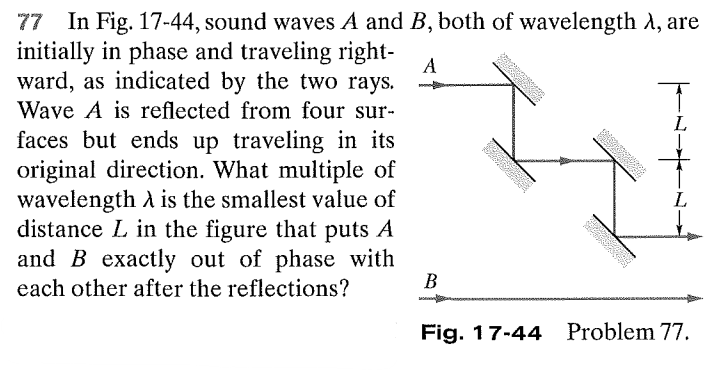 77 In Fig. 17-44, sound waves A and B, both of wavelength λ, are
initially in phase and traveling right-
ward, as indicated by the two rays.
Wave A is reflected from four sur-
faces but ends up traveling in its
original direction. What multiple of
wavelength λ is the smallest value of
distance L in the figure that puts A
and B exactly out of phase with
each other after the reflections?
A
L
L
B
Fig. 17-44 Problem 77.